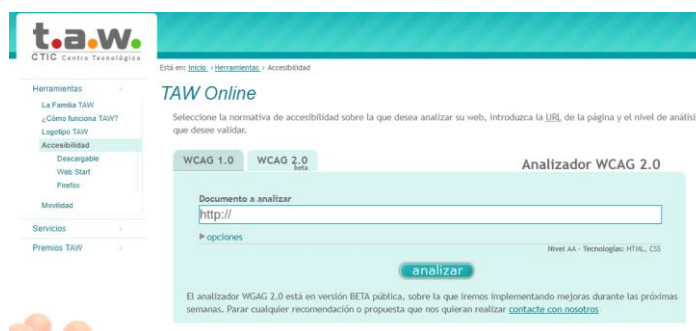 t.a.w.
CTIC Centro Tecnológico
Está en: Inicio > Herramientas > Accesibilidad
Herramientas
La Familia TAW
¿Cómo funciona TAW?
Logotipo TAW
Accesibilidad
Descargable
Web Start
Firefox
Movilidad
Servicios
Premios TAW
TAW Online
Seleccione la normativa de accesibilidad sobre la que desea analizar su web, introduzca la URL de la página y el nivel de análisi
que desee validar.
WCAG 1.0
WCAG 2.0
beta
Analizador WCAG 2.0
Documento a analizar
http://
opciones
Nivel AA - Tecnologías: HTML, CSS
analizar
El analizador WGAG 2.0 está en versión BETA pública, sobre la que iremos implementando mejoras durante las próximas
semanas. Parar cualquier recomendación o propuesta que nos quieran realizar contacte con nosotros